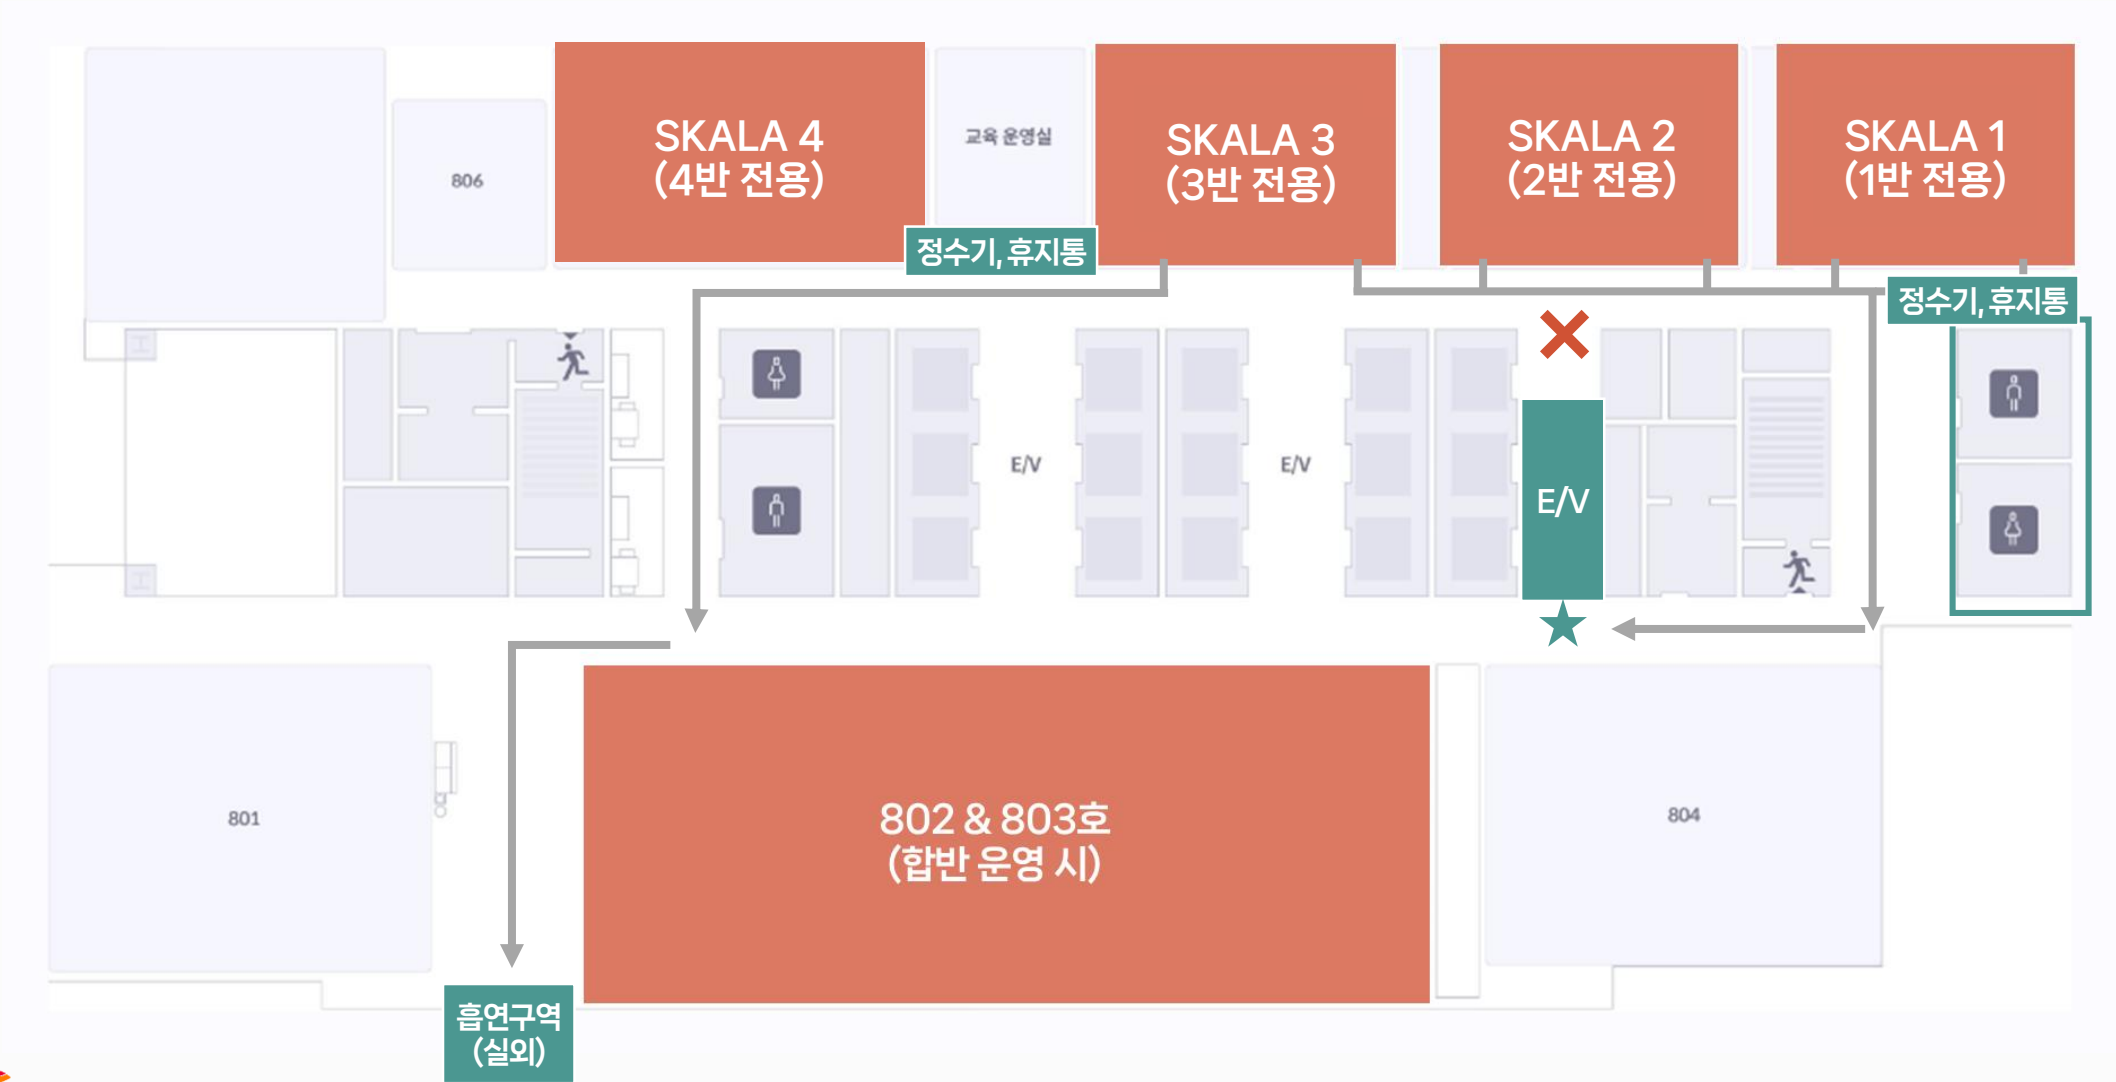 SKALA 4
(4반 전용)
교육 운영실
SKALA 3
(3반 전용)
SKALA 2
(2반 전용)
SKALA 1
(1반 전용)
806
정수기, 휴지통
정수기, 휴지통
E/V
E/V
E/V
801
802 & 803호
(합반 운영 시)
804
흡연구역
(실외)